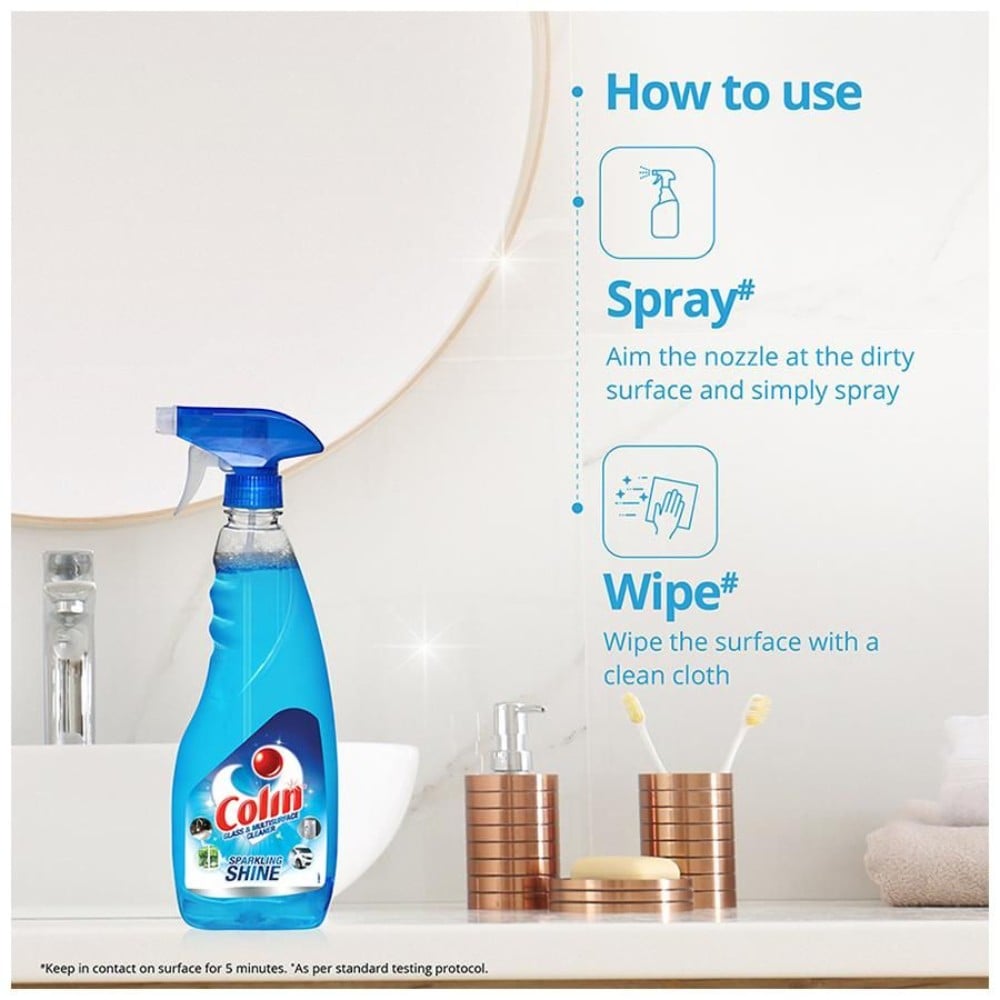 How to use
Spray#
Aim the nozzle at the dirty
surface and simply spray
Wipe#
Wipe the surface with a
clean cloth
Colin
GLASS & MULTISURFACE
CLEANER
SPARKLING
SHINE
#Keep in contact on surface for 5 minutes. *As per standard testing protocol.